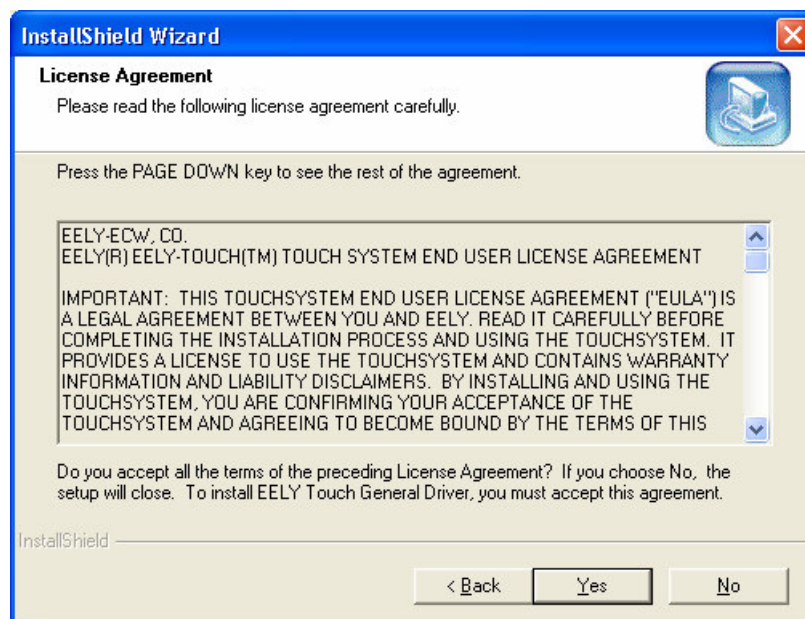 InstallShield Wizard
License Agreement
Please read the following license agreement carefully.
Press the PAGE DOWN key to see the rest of the agreement.
EELY-ECW, CO.
EELY(R) EELY-TOUCH(TM) TOUCH SYSTEM END USER LICENSE AGREEMENT
IMPORTANT:  THIS TOUCHSYSTEM END USER LICENSE AGREEMENT ("EULA") IS
A LEGAL AGREEMENT BETWEEN YOU AND EELY. READ IT CAREFULLY BEFORE
COMPLETING THE INSTALLATION PROCESS AND USING THE TOUCHSYSTEM.  IT
PROVIDES A LICENSE TO USE THE TOUCHSYSTEM AND CONTAINS WARRANTY
INFORMATION AND LIABILITY DISCLAIMERS.  BY INSTALLING AND USING THE
TOUCHSYSTEM, YOU ARE CONFIRMING YOUR ACCEPTANCE OF THE
TOUCHSYSTEM AND AGREEING TO BECOME BOUND BY THE TERMS OF THIS
Do you accept all the terms of the preceding License Agreement?  If you choose No,  the
setup will close.  To install EELY Touch General Driver, you must accept this agreement.
InstallShield
< Back Yes No